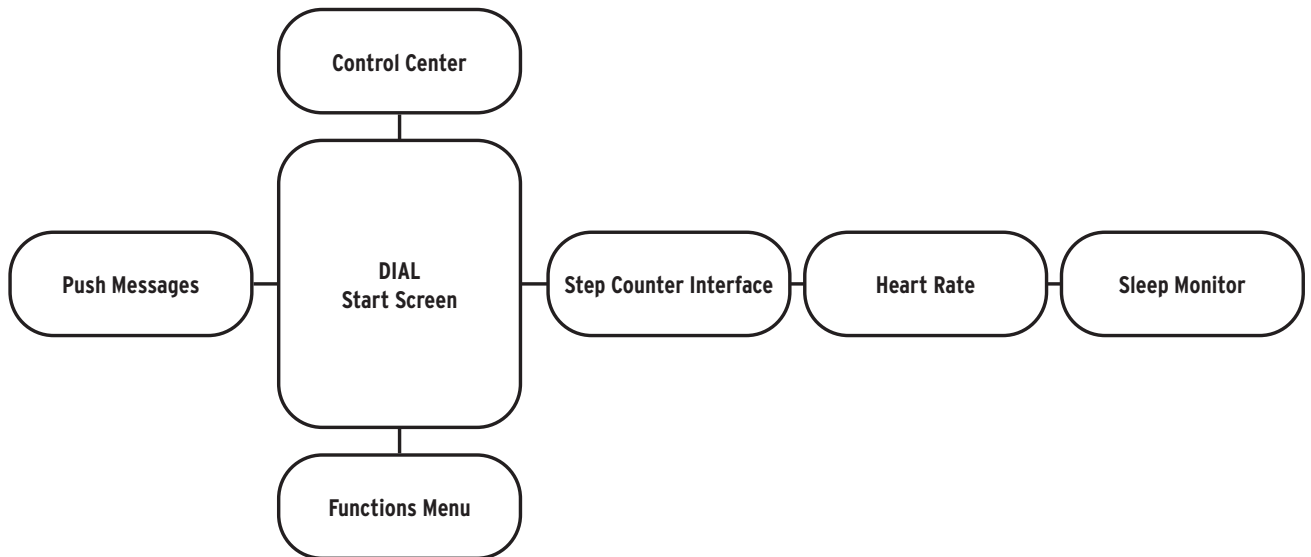 Control Center
Push Messages
DIAL
Start Screen
Step Counter Interface
Heart Rate
Sleep Monitor
Functions Menu